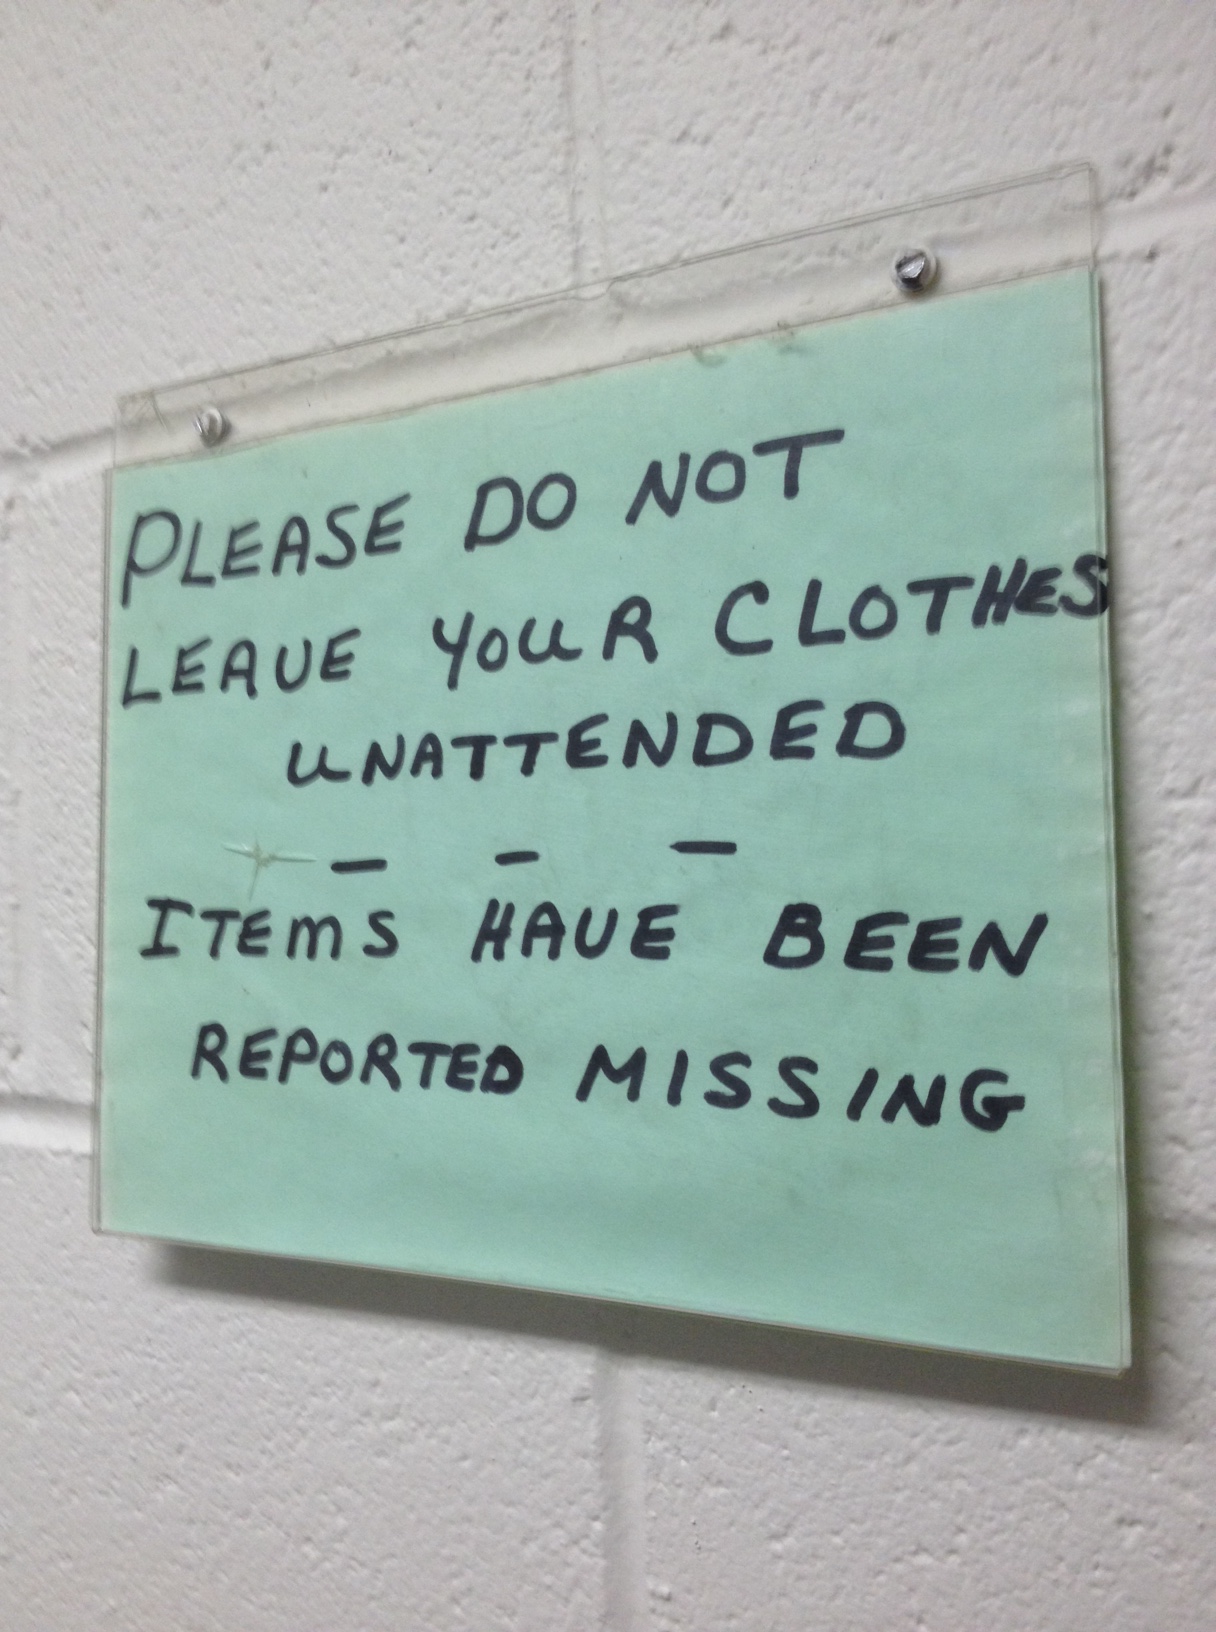 PLEASE DO NOT
LEAVE YOUR CLOTHES
UNATTENDED
- - -
ITEMS HAVE BEEN
REPORTED MISSING